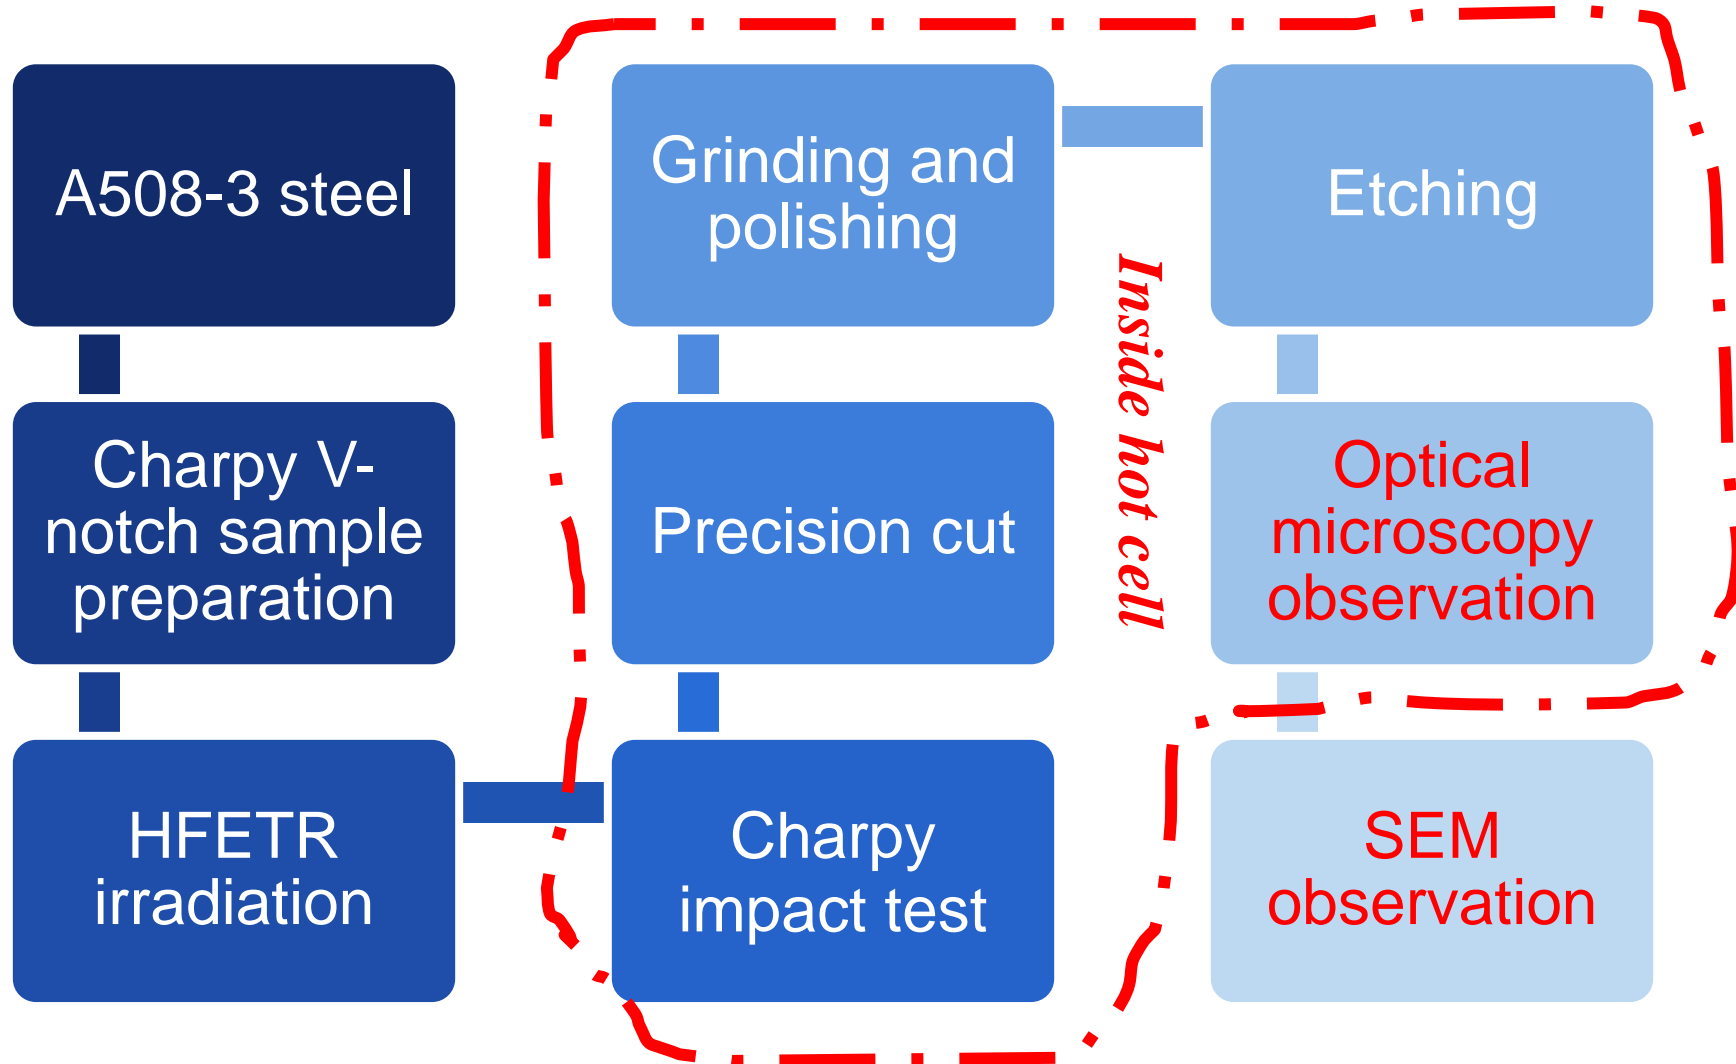 A508-3 steel
Charpy V-
notch sample
preparation
HFETR
irradiation
Charpy
impact test
Precision cut
Grinding and
polishing
Etching
Optical
microscopy
observation
SEM
observation
Inside hot cell